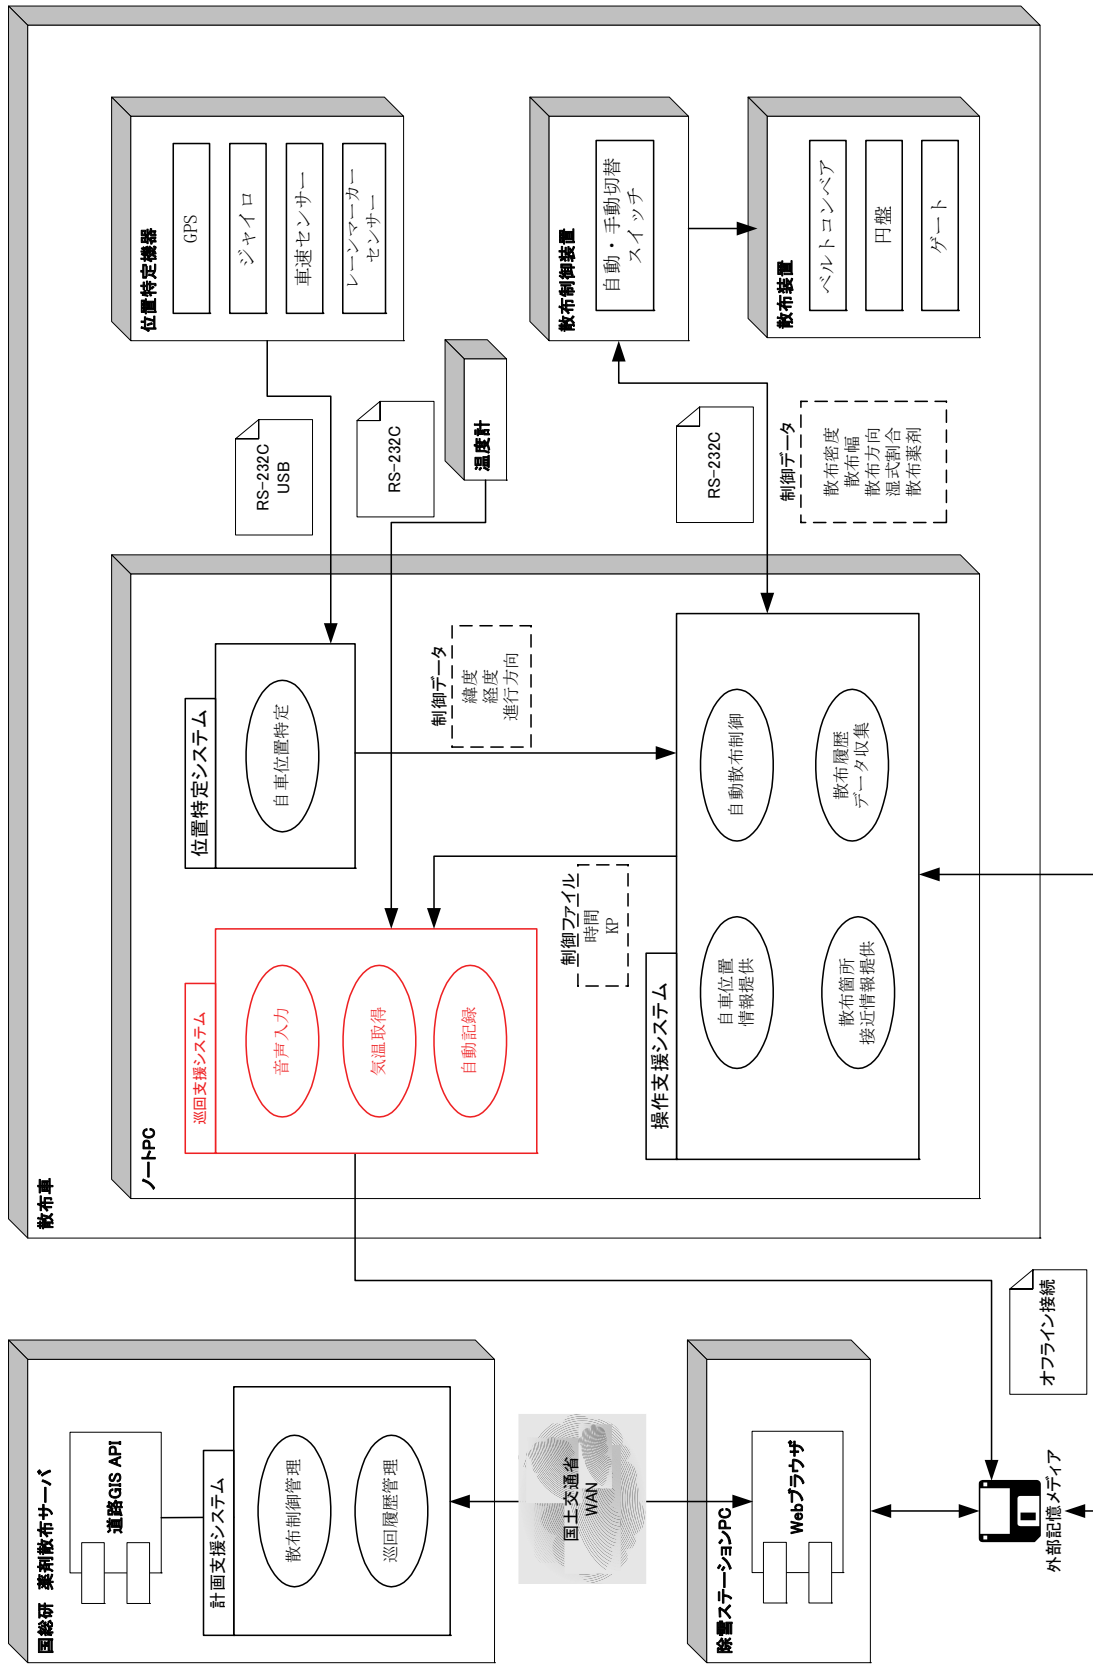 国総研　薬剤散布サーバ
道路GIS API
計画支援システム
散布制御管理
巡回履歴管理
国土交通省
WAN
除雪ステーションPC
Webブラウザ
外部記憶メディア
オフライン接続
散布車
ノートPC
巡回支援システム
音声入力
気温取得
自動記録
位置特定システム
自車位置特定
制御データ
緯度
経度
進行方向
制御ファイル
時間
KP
操作支援システム
自車位置
情報提供
自動散布制御
散布箇所
接近情報提供
散布履歴
データ収集
位置特定機器
GPS
ジャイロ
車速センサー
レーンマーカー
センサー
RS-232C
USB
RS-232C
温度計
RS-232C
制御データ
散布密度
散布幅
散布方向
湿式割合
散布薬剤
散布制御装置
自動・手動切替
スイッチ
散布装置
ベルトコンベア
円盤
ゲート